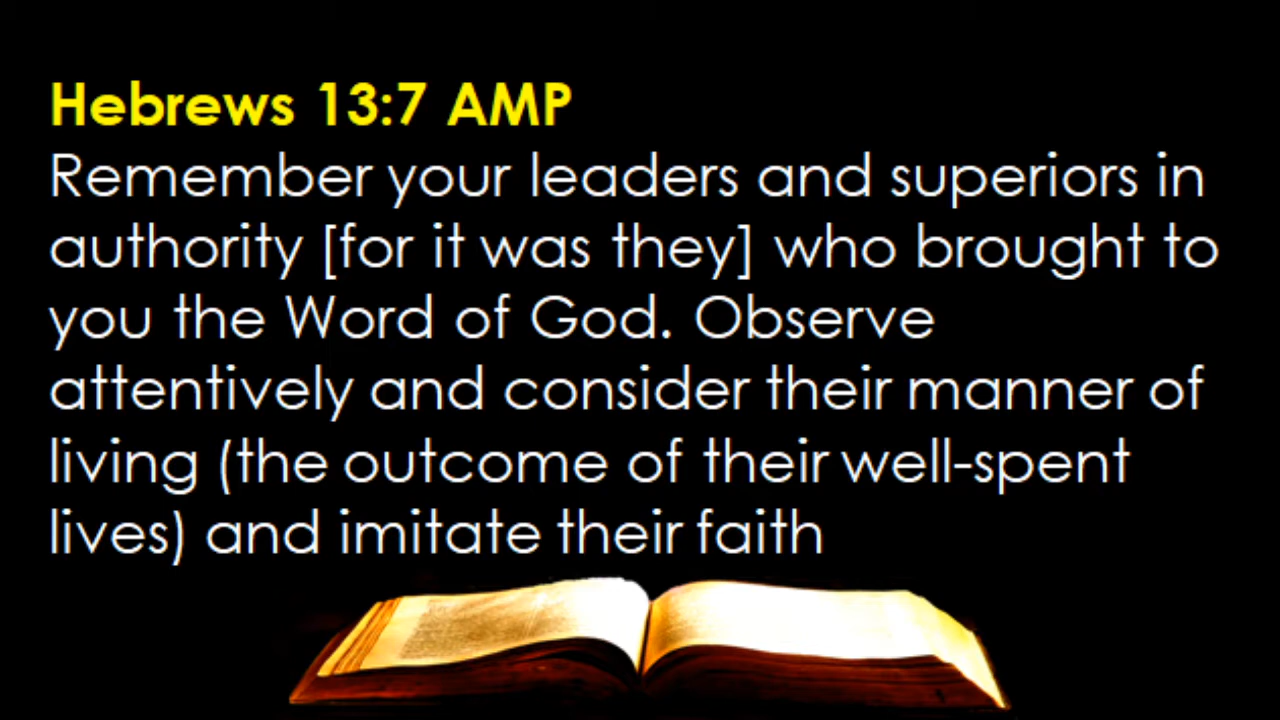 Hebrews 13:7 AMP
Remember your leaders and superiors in
authority [for it was they] who brought to
you the Word of God. Observe
attentively and consider their manner of
living (the outcome of their well-spent
lives) and imitate their faith